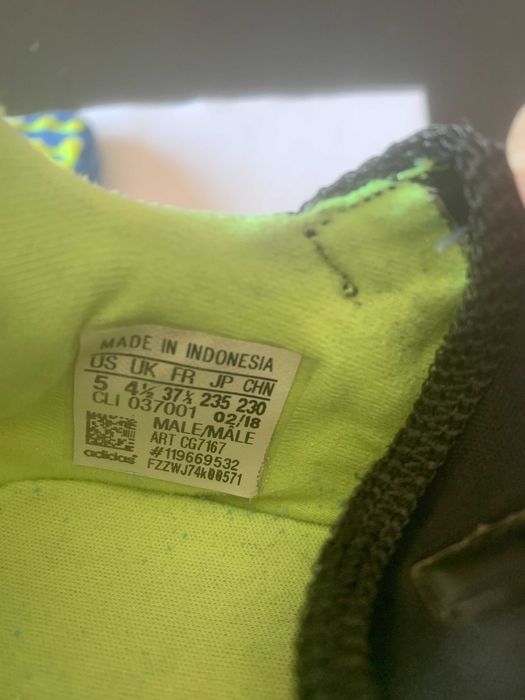 MADE IN INDONESIA
US UK FR JP CHN
5 4½ 37⅓ 235 230
CLI 037001 02/18
MALE/MÂLE
ART CG7167
#119669532
adidas FZZWJ74k00571